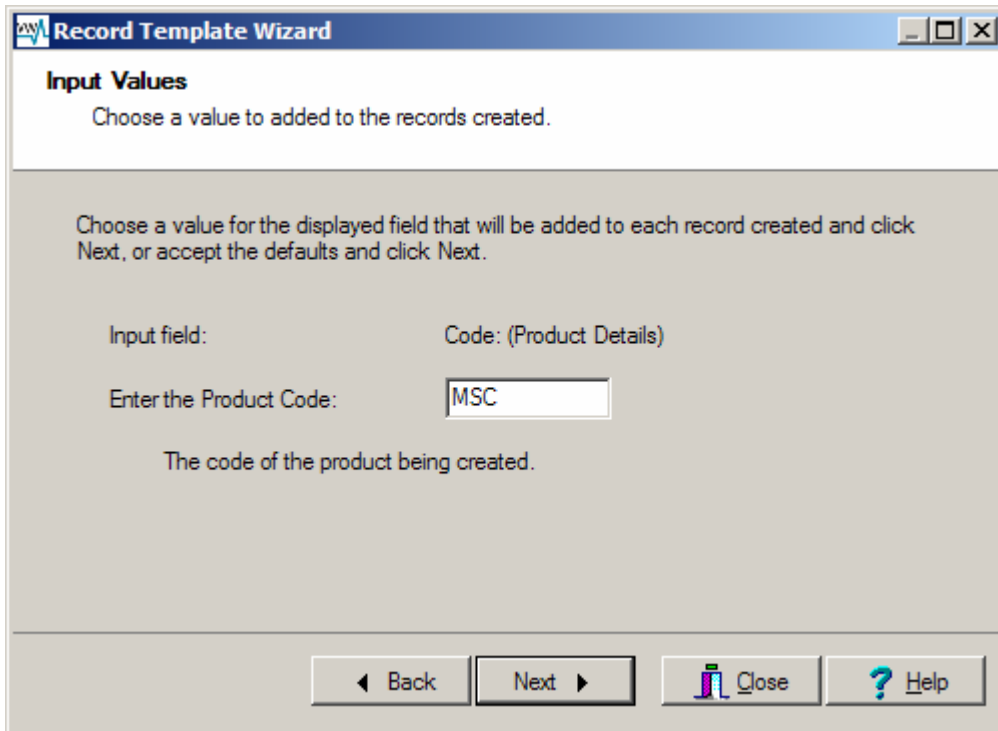 Record Template Wizard
Input Values
Choose a value to added to the records created.
Choose a value for the displayed field that will be added to each record created and click
Next, or accept the defaults and click Next.
Input field: Code: (Product Details)
Enter the Product Code: MSC
The code of the product being created.
Back Next Close Help